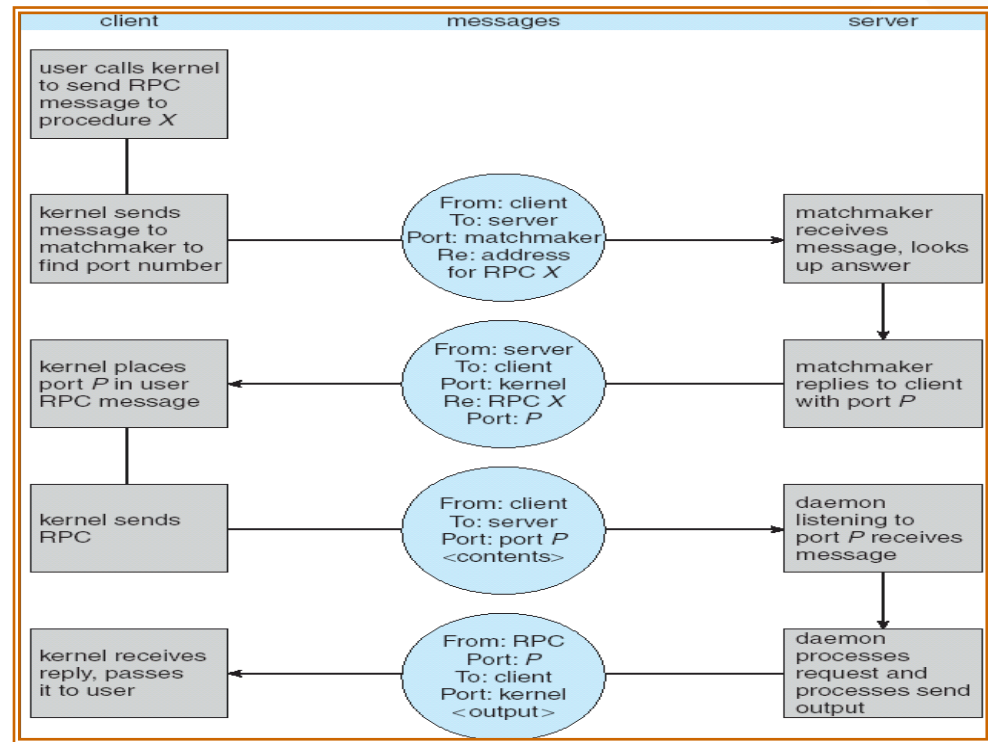 client
messages
server
user calls kernel
to send RPC
message to
procedure X
kernel sends
message to
matchmaker to
find port number
From: client
To: server
Port: matchmaker
Re: address
for RPC X
matchmaker
receives
message, looks
up answer
kernel places
port P in user
RPC message
From: server
To: client
Port: kernel
Re: RPC X
Port: P
matchmaker
replies to client
with port P
kernel sends
RPC
From: client
To: server
Port: port P
<contents>
daemon
listening to
port P receives
message
kernel receives
reply, passes
it to user
From: RPC
Port: P
To: client
Port: kernel
<output>
daemon
processes
request and
processes send
output